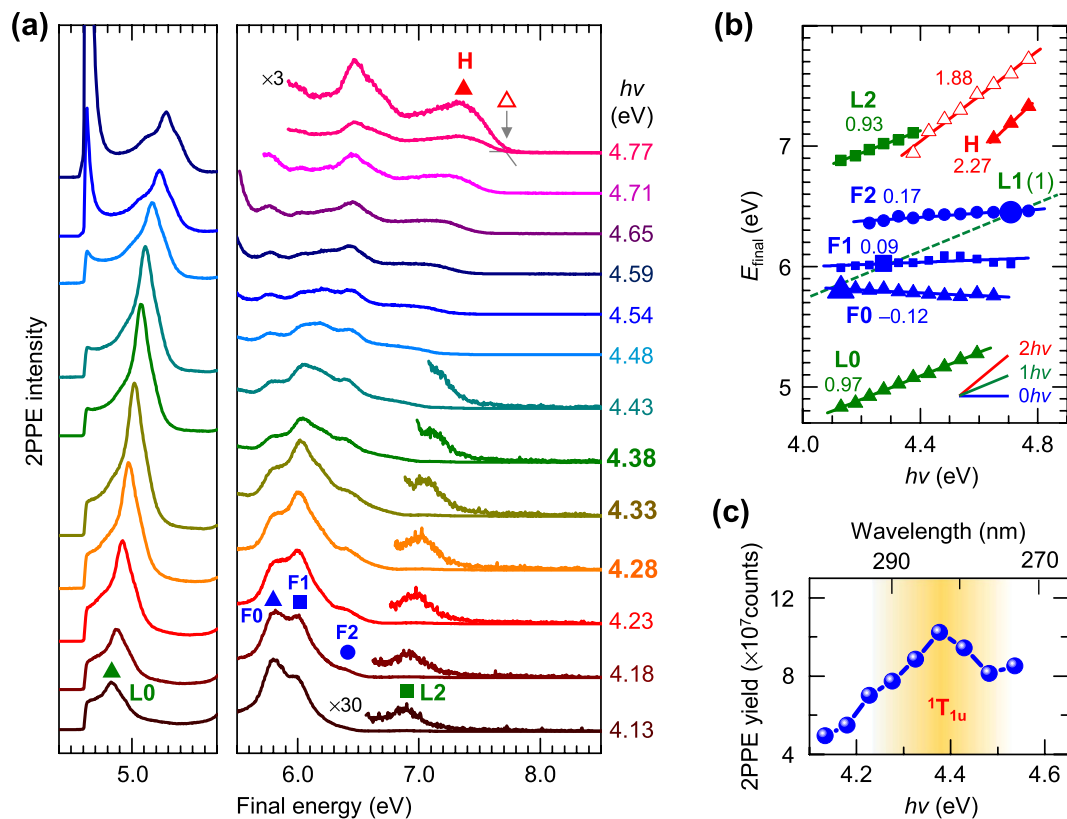 (a)
×3
H
hν
(eV)
4.77
4.71
4.65
4.59
4.54
4.48
4.43
4.38
4.33
4.28
4.23
4.18
4.13
F0
F1
F2
L0
L2
×30
2PPE intensity
5.0
6.0
7.0
8.0
Final energy (eV)
(b)
7
6
5
E_final (eV)
L2
0.93
1.88
H
2.27
L1 (1)
F2 0.17
F1 0.09
F0 –0.12
L0
0.97
2hν
1hν
0hν
4.0
4.4
4.8
hν (eV)
(c)
Wavelength (nm)
290
270
12
8
4
2PPE yield (×10⁷counts)
¹T₁ᵤ
4.2
4.4
4.6
hν (eV)